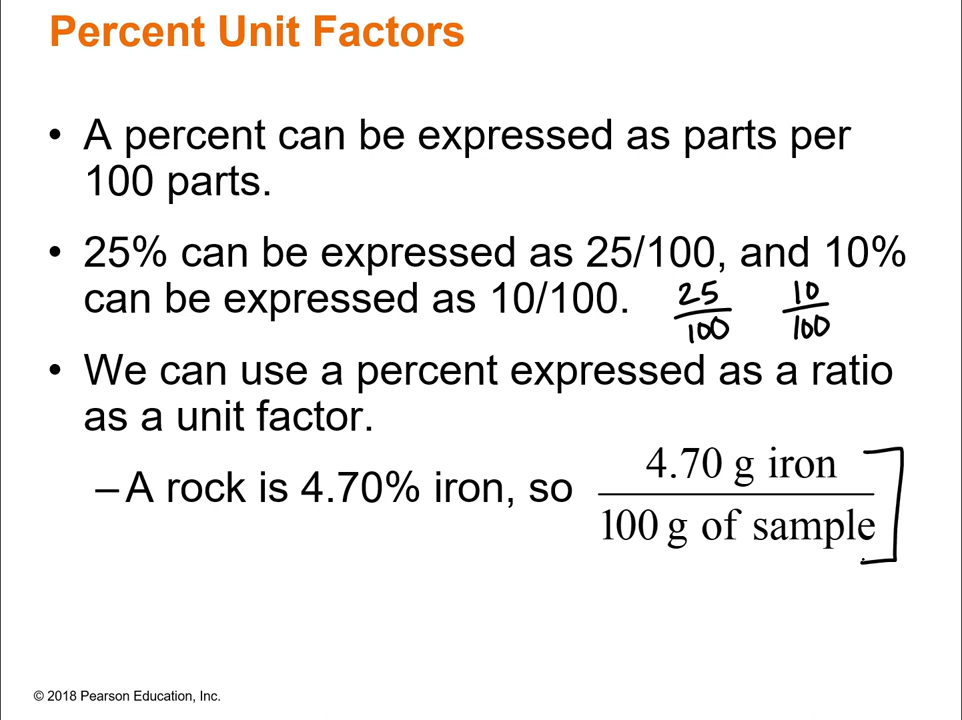 Percent Unit Factors
• A percent can be expressed as parts per
100 parts.
• 25% can be expressed as 25/100, and 10%
can be expressed as 10/100.
25
100
10
100
• We can use a percent expressed as a ratio
as a unit factor.
–A rock is 4.70% iron, so
4.70 g iron
100 g of sample
© 2018 Pearson Education, Inc.